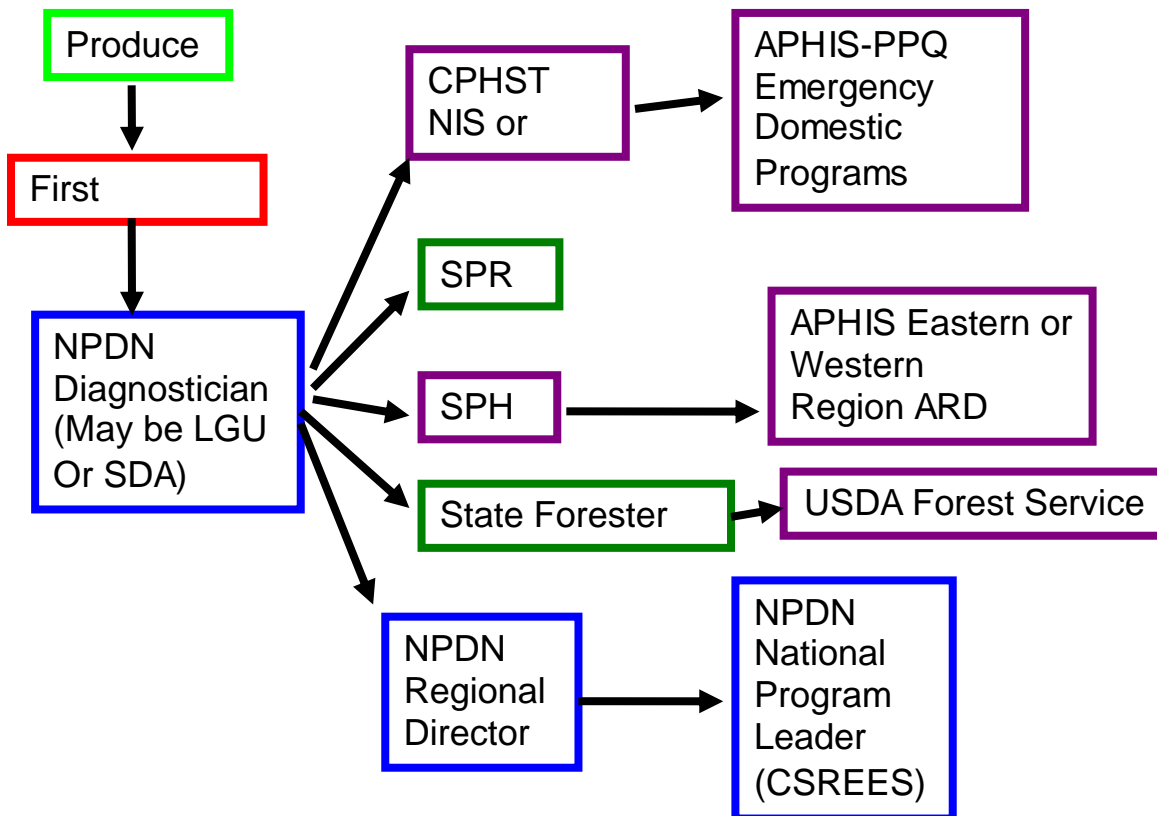 Produce
First
NPDN
Diagnostician
(May be LGU
Or SDA)
CPHST
NIS or
APHIS-PPQ
Emergency
Domestic
Programs
SPR
SPH
APHIS Eastern or
Western
Region ARD
State Forester
USDA Forest Service
NPDN
Regional
Director
NPDN
National
Program
Leader
(CSREES)